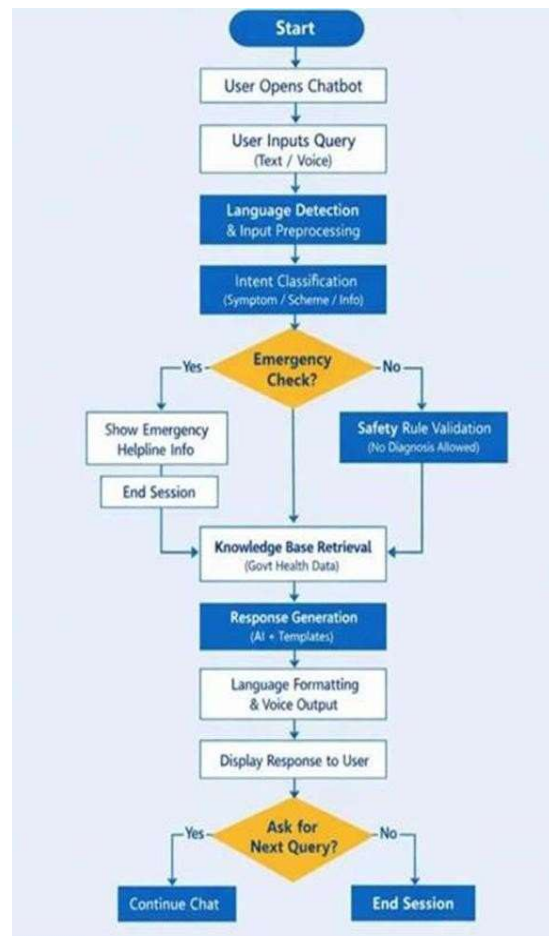 Start
User Opens Chatbot
User Inputs Query
(Text / Voice)
Language Detection
& Input Preprocessing
Intent Classification
(Symptom / Scheme / Info)
Emergency
Check?
Yes
No
Show Emergency
Helpline Info
Safety Rule Validation
(No Diagnosis Allowed)
End Session
Knowledge Base Retrieval
(Govt Health Data)
Response Generation
(AI + Templates)
Language Formatting
& Voice Output
Display Response to User
Ask for
Next Query?
Yes
No
Continue Chat
End Session